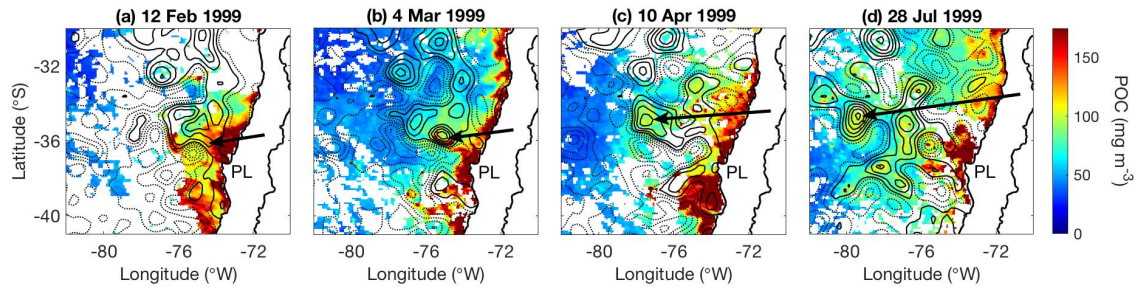 (a) 12 Feb 1999
(b) 4 Mar 1999
(c) 10 Apr 1999
(d) 28 Jul 1999
Latitude (°S)
-32
-36
-40
PL
PL
PL
PL
-80 -76 -72
-80 -76 -72
-80 -76 -72
-80 -76 -72
Longitude (°W)
Longitude (°W)
Longitude (°W)
Longitude (°W)
150
100
50
0
POC (mg m⁻³)